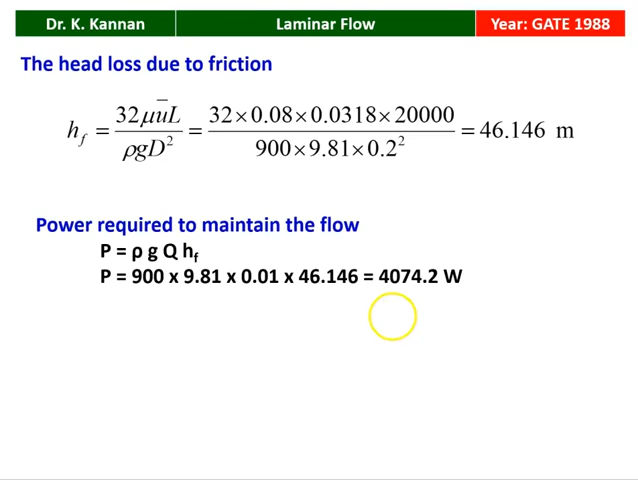 Dr. K. Kannan Laminar Flow Year: GATE 1988
The head loss due to friction
h_f = 32μu̅L / ρgD² = 32×0.08×0.0318×20000 / 900×9.81×0.2² = 46.146 m
Power required to maintain the flow
P = ρ g Q h_f
P = 900 x 9.81 x 0.01 x 46.146 = 4074.2 W